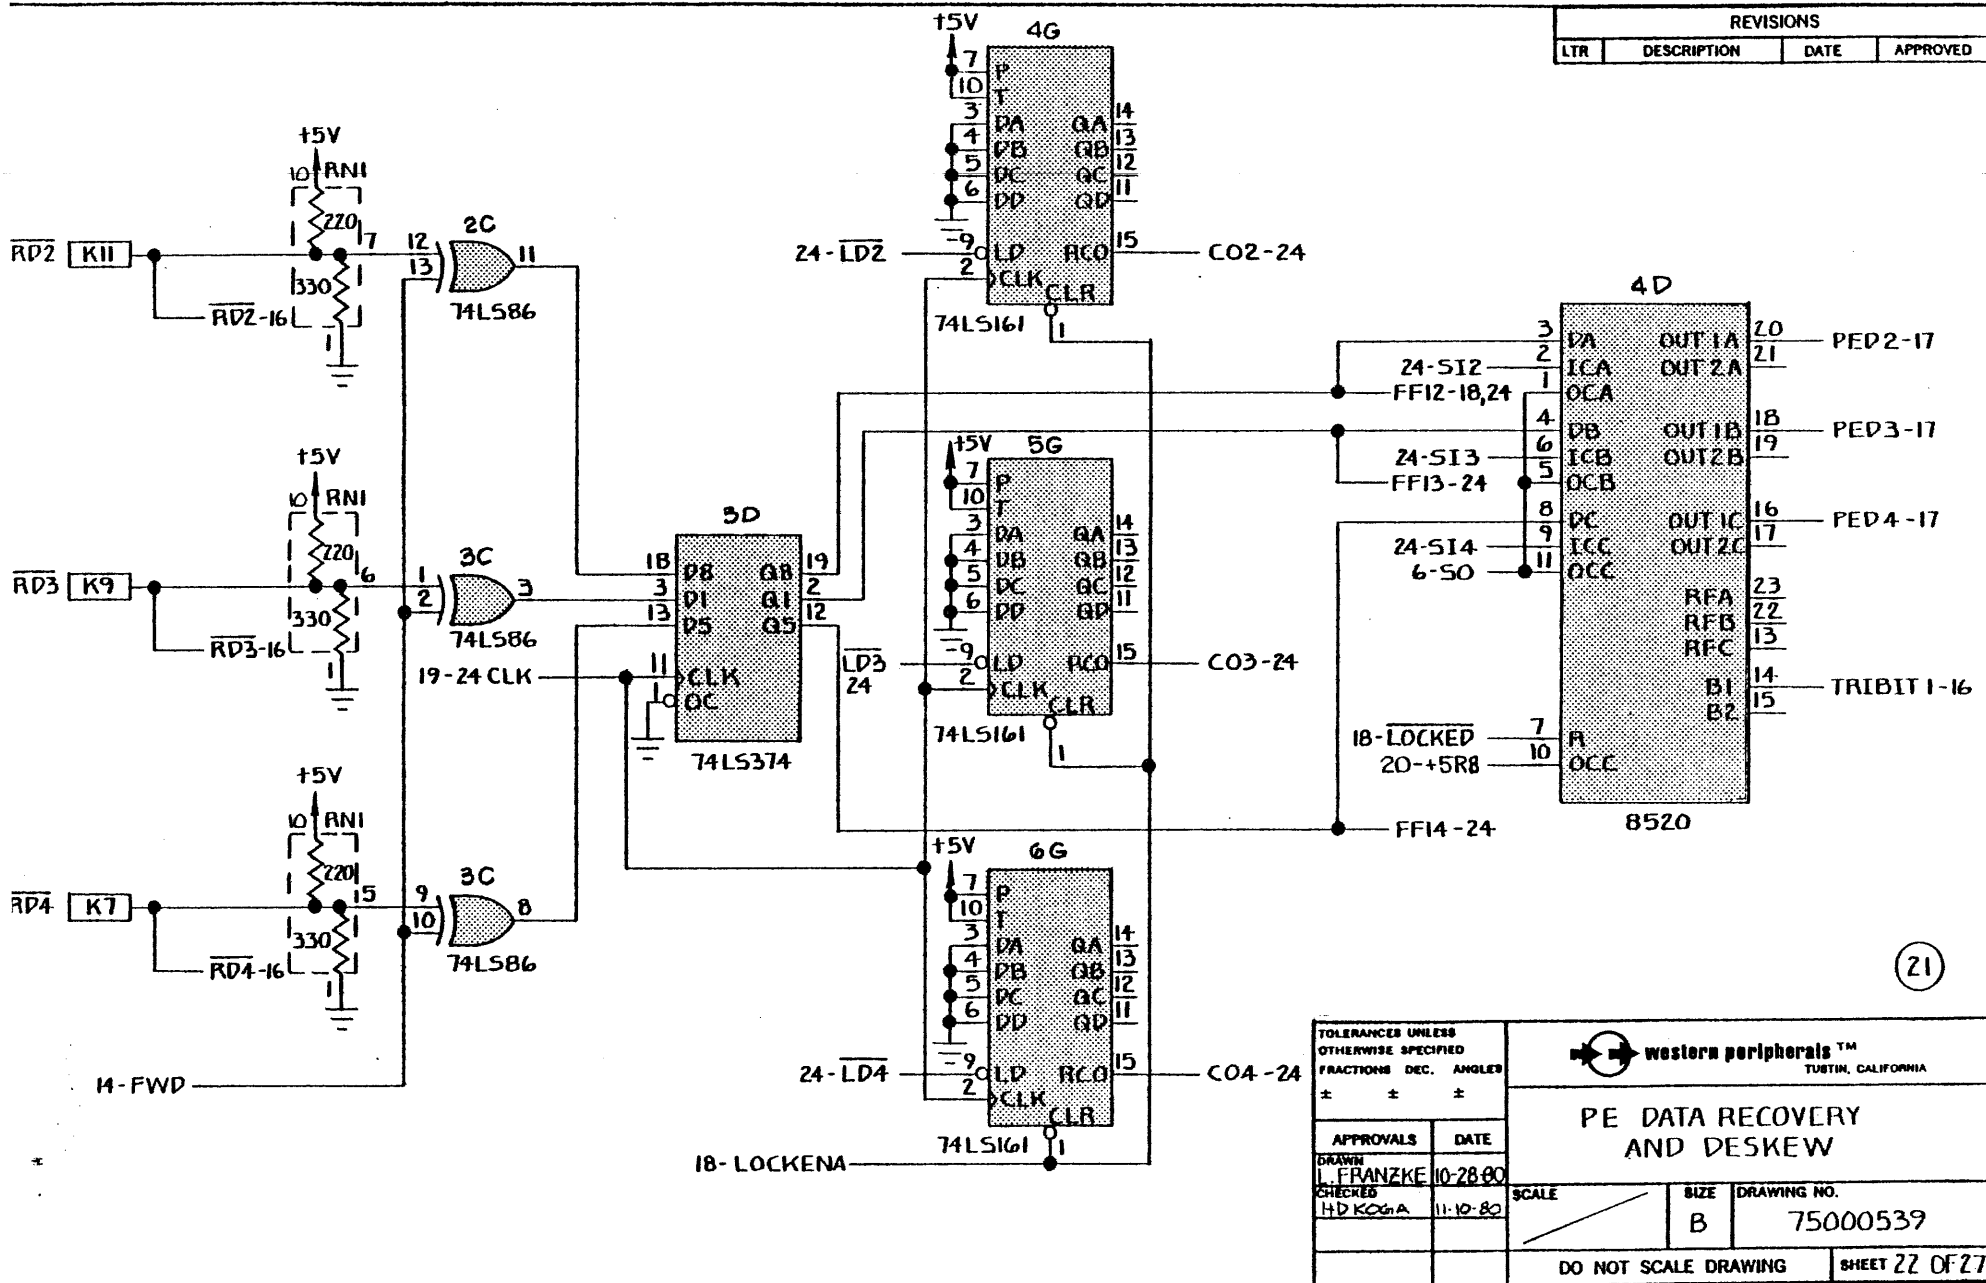 REVISIONS
LTR DESCRIPTION DATE APPROVED
+5V
4G
7 P
10 T
3 DA QA 14
4 DB QB 13
5 DC QC 12
6 DD QD 11
24-L̅D̅2̅ 9 LD RCO 15 CO2-24
2 CLK
CLR
74LS161 1
+5V
10 RN1
220
R̅D̅2̅ K11 7 12 2C 11
13
330
R̅D̅2̅-16 74LS86
1
4D
3 DA OUT 1A 20 PED2-17
24-SI2 2 ICA OUT 2A 21
FF12-18,24 1 OCA
4 DB OUT 1B 18 PED3-17
24-SI3 6 ICB OUT2B 19
FF13-24 5 OCB
8 DC OUT 1C 16 PED4-17
24-SI4 9 ICC OUT2C 17
6-SO 11 OCC
RFA 23
RFB 22
RFC 13
B1 14 TRIBIT 1-16
B2 15
18-L̅O̅C̅K̅E̅D̅ 7 R
20-+5R8 10 OCC
8520
+5V
10 RN1
220
R̅D̅3̅ K9 6 1 3C 3
2
330
R̅D̅3̅-16 74LS86
1
3D
18 D8 Q8 19
3 D1 Q1 2
13 D5 Q5 12
19-24 CLK 11 CLK
1 OC
74LS374
+5V
5G
7 P
10 T
3 DA QA 14
4 DB QB 13
5 DC QC 12
6 DD QD 11
L̅D̅3̅ 9 LD RCO 15 CO3-24
24
2 CLK
CLR
74LS161 1
FF14-24
+5V
10 RN1
220
R̅D̅4̅ K7 5 9 3C 8
10
330
R̅D̅4̅-16 74LS86
1
14-FWD
+5V
6G
7 P
10 T
3 DA QA 14
4 DB QB 13
5 DC QC 12
6 DD QD 11
24-L̅D̅4̅ 9 LD RCO 15 CO4-24
2 CLK
CLR
74LS161 1
18-LOCKENA
21
TOLERANCES UNLESS
OTHERWISE SPECIFIED
FRACTIONS DEC. ANGLES
± ± ±
APPROVALS DATE
DRAWN
L. FRANZKE 10-28-80
CHECKED
HD KOGA 11-10-80
western peripherals ™
TUSTIN, CALIFORNIA
PE DATA RECOVERY
AND DESKEW
SCALE SIZE DRAWING NO.
B 75000539
DO NOT SCALE DRAWING SHEET 22 OF 27